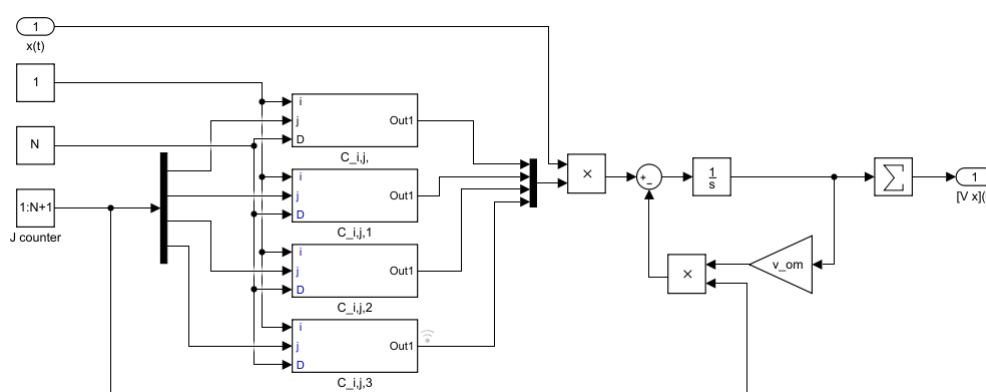 1
x(t)
1
i
j
D
Out1
C_i,j,
N
i
j
D
Out1
C_i,j,1
1:N+1
J counter
i
j
D
Out1
C_i,j,2
i
j
D
Out1
C_i,j,3
×
+
−
1
s
∑
1
[V x](
v_om
×